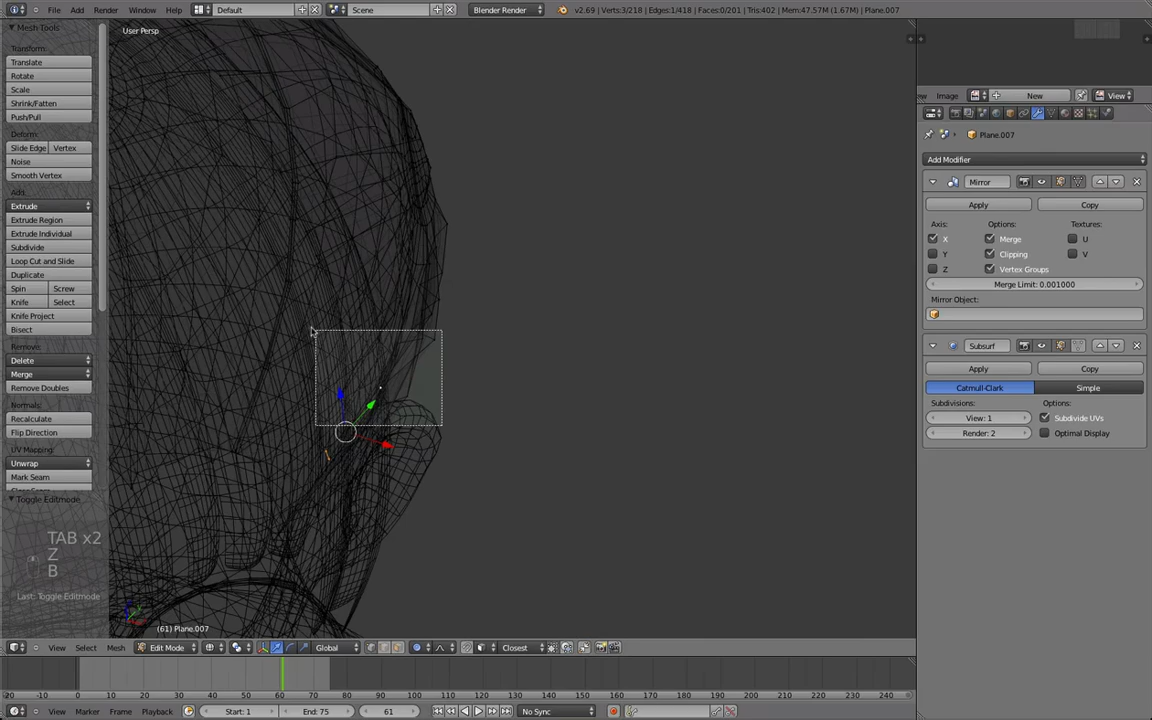 File Add Render Window Help Default Scene Blender Render v2.69 | Verts:3/218 | Edges:1/418 | Faces:0/201 | Tris:402 | Mem:47.57M (1.67M) | Plane.007
Mesh Tools
User Persp
Transform:
Translate
Rotate
Scale
Shrink/Fatten
Push/Pull
Deform:
Slide Edge Vertex
Noise
Smooth Vertex
Add:
Extrude
Extrude Region
Extrude Individual
Subdivide
Loop Cut and Slide
Duplicate
Spin Screw
Knife Select
Knife Project
Bisect
Remove:
Delete
Merge
Remove Doubles
Normals:
Recalculate
Flip Direction
UV Mapping:
Unwrap
Mark Seam
Toggle Editmode
TAB x2
Z
B
Last: Toggle Editmode
(61) Plane.007
View Select Mesh Edit Mode Global Closest
-20 -10 0 10 20 30 40 50 60 70 80 90 100 110 120 130 140 150 160 170 180 190 200 210 220 230 240
View Marker Frame Playback Start: 1 End: 75 61 No Sync
ew Image New View
Plane.007
Add Modifier
Mirror
Apply Copy
Axis: Options: Textures:
X Merge U
Y Clipping V
Z Vertex Groups
Merge Limit: 0.001000
Mirror Object:
Subsurf
Apply Copy
Catmull-Clark Simple
Subdivisions: Options:
View: 1 Subdivide UVs
Render: 2 Optimal Display